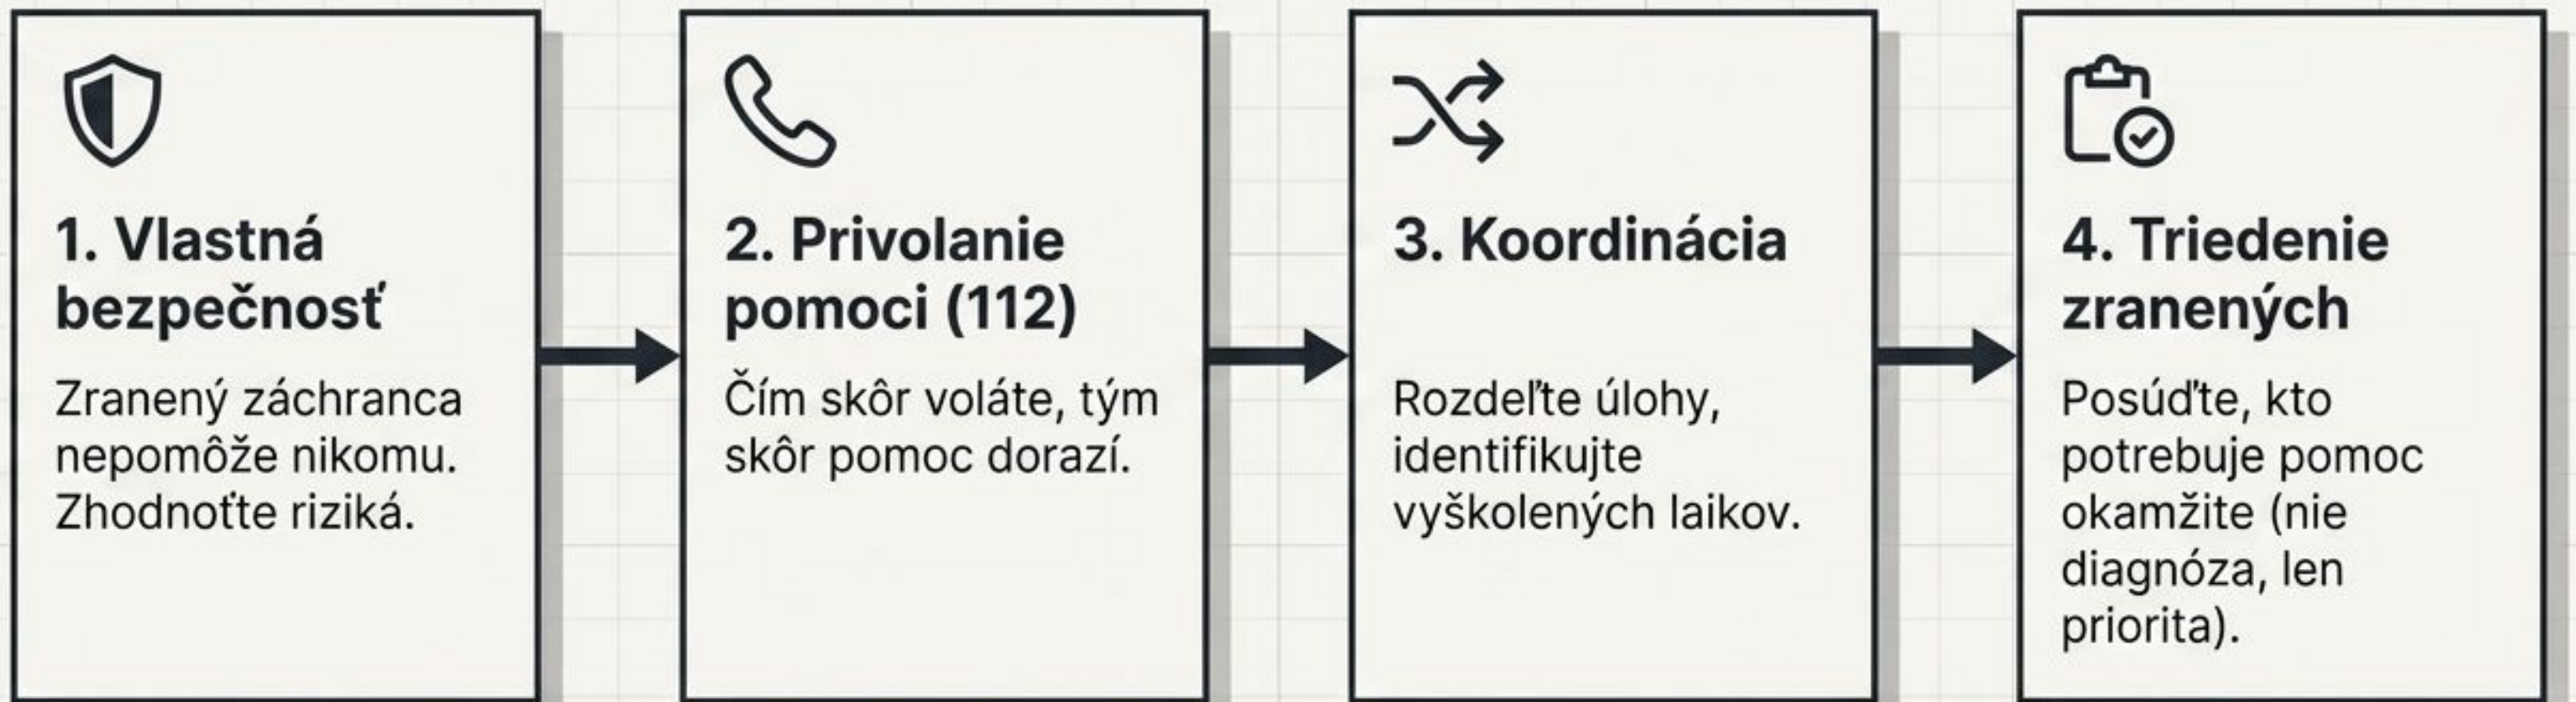 1. Vlastná
bezpečnosť
Zranený záchranca
nepomôže nikomu.
Zhodnoťte riziká.
2. Privolanie
pomoci (112)
Čím skôr voláte, tým
skôr pomoc dorazí.
3. Koordinácia
Rozdeľte úlohy,
identifikujte
vyškolených laikov.
4. Triedenie
zranených
Posúďte, kto
potrebuje pomoc
okamžite (nie
diagnóza, len
priorita).